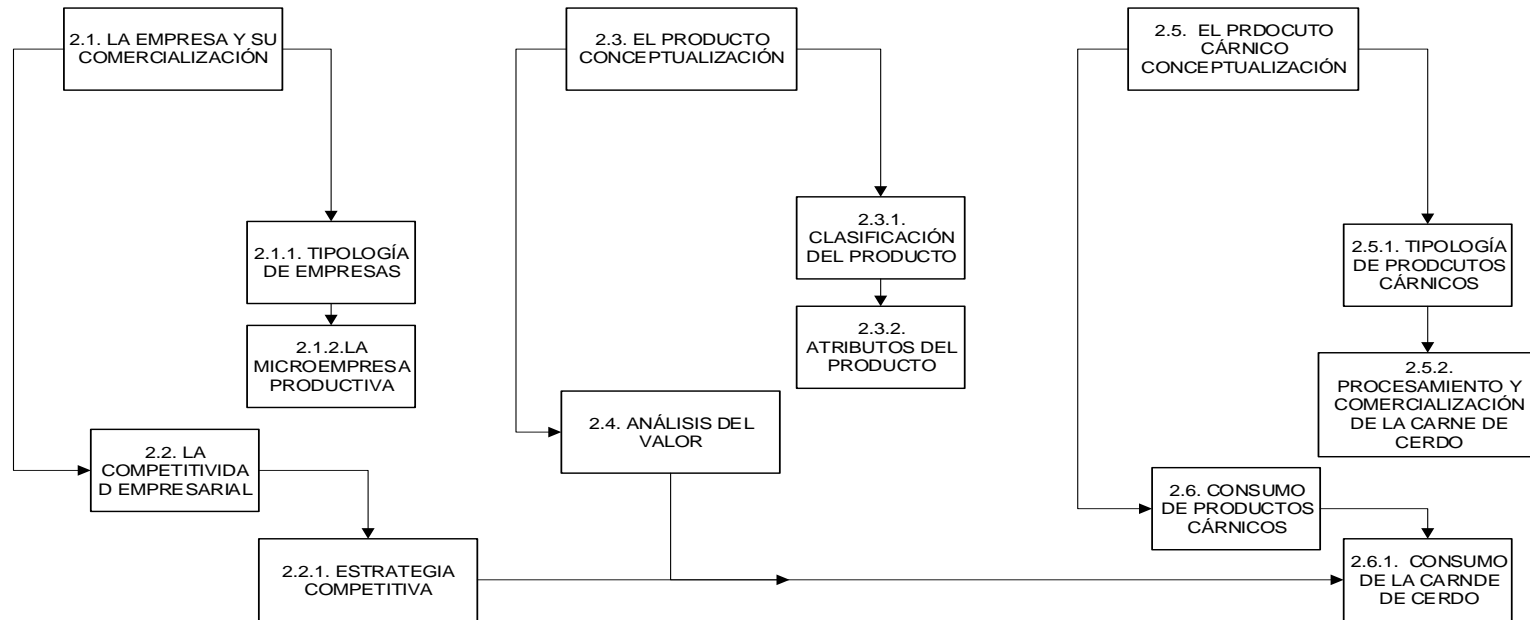 2.1. LA EMPRESA Y SU
COMERCIALIZACIÓN
2.3. EL PRODUCTO
CONCEPTUALIZACIÓN
2.5. EL PRDOCUTO
CÁRNICO
CONCEPTUALIZACIÓN
2.1.1. TIPOLOGÍA
DE EMPRESAS
2.3.1.
CLASIFICACIÓN
DEL PRODUCTO
2.5.1. TIPOLOGÍA
DE PRODCUTOS
CÁRNICOS
2.1.2.LA
MICROEMPRESA
PRODUCTIVA
2.3.2.
ATRIBUTOS DEL
PRODUCTO
2.5.2.
PROCESAMIENTO Y
COMERCIALIZACIÓN
DE LA CARNE DE
CERDO
2.4. ANÁLISIS DEL
VALOR
2.2. LA
COMPETITIVIDA
D EMPRESARIAL
2.6. CONSUMO
DE PRODUCTOS
CÁRNICOS
2.2.1. ESTRATEGIA
COMPETITIVA
2.6.1. CONSUMO
DE LA CARNDE
DE CERDO